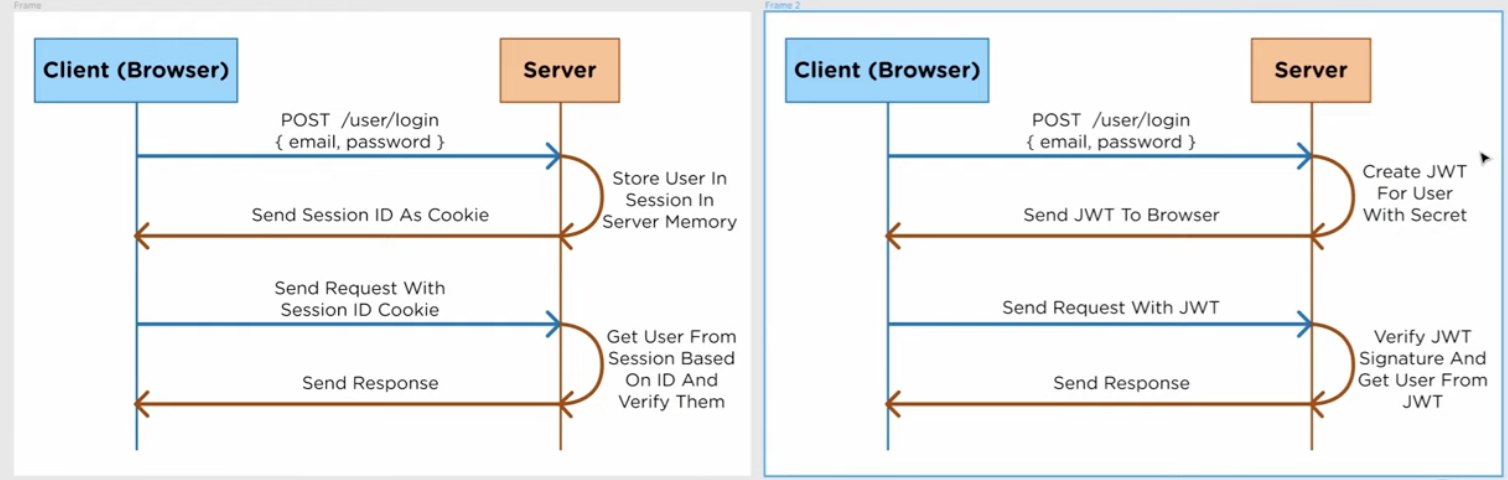 Frame
Client (Browser)
Server
POST /user/login
{ email, password }
Store User In
Session In
Server Memory
Send Session ID As Cookie
Send Request With
Session ID Cookie
Get User From
Session Based
On ID And
Verify Them
Send Response
Frame 2
Client (Browser)
Server
POST /user/login
{ email, password }
Create JWT
For User
With Secret
Send JWT To Browser
Send Request With JWT
Verify JWT
Signature And
Get User From
JWT
Send Response